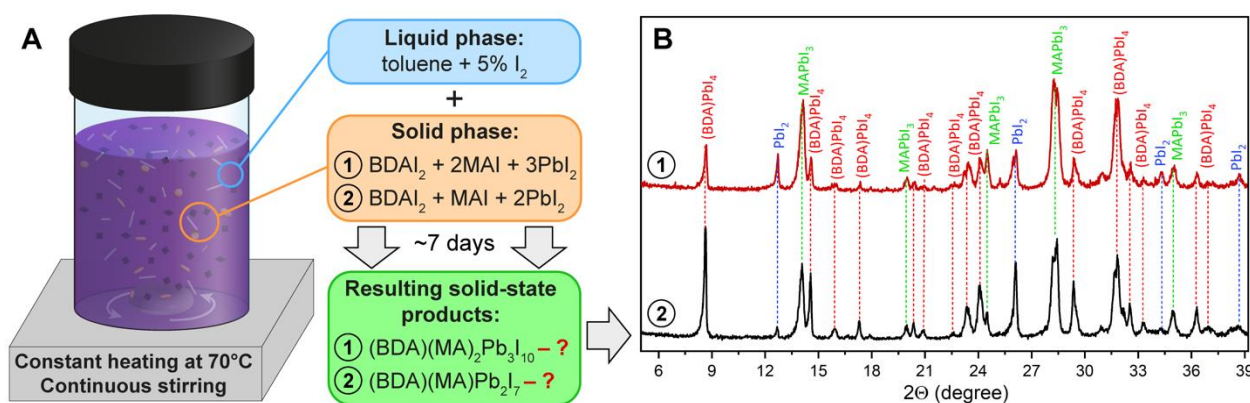 A
Liquid phase:
toluene + 5% I₂
+
Solid phase:
① BDAI₂ + 2MAI + 3PbI₂
② BDAI₂ + MAI + 2PbI₂
~7 days
Resulting solid-state
products:
① (BDA)(MA)₂Pb₃I₁₀ – ?
② (BDA)(MA)Pb₂I₇ – ?
Constant heating at 70°C
Continuous stirring
B
(BDA)PbI₄
PbI₂
MAPbI₃
(BDA)PbI₄
(BDA)PbI₄
(BDA)PbI₄
MAPbI₃
(BDA)PbI₄
(BDA)PbI₄
(BDA)PbI₄
(BDA)PbI₄
MAPbI₃
PbI₂
MAPbI₃
(BDA)PbI₄
(BDA)PbI₄
(BDA)PbI₄
PbI₂
MAPbI₃
(BDA)PbI₄
PbI₂
①
②
6 9 12 15 18 21 24 27 30 33 36 39
2Θ (degree)